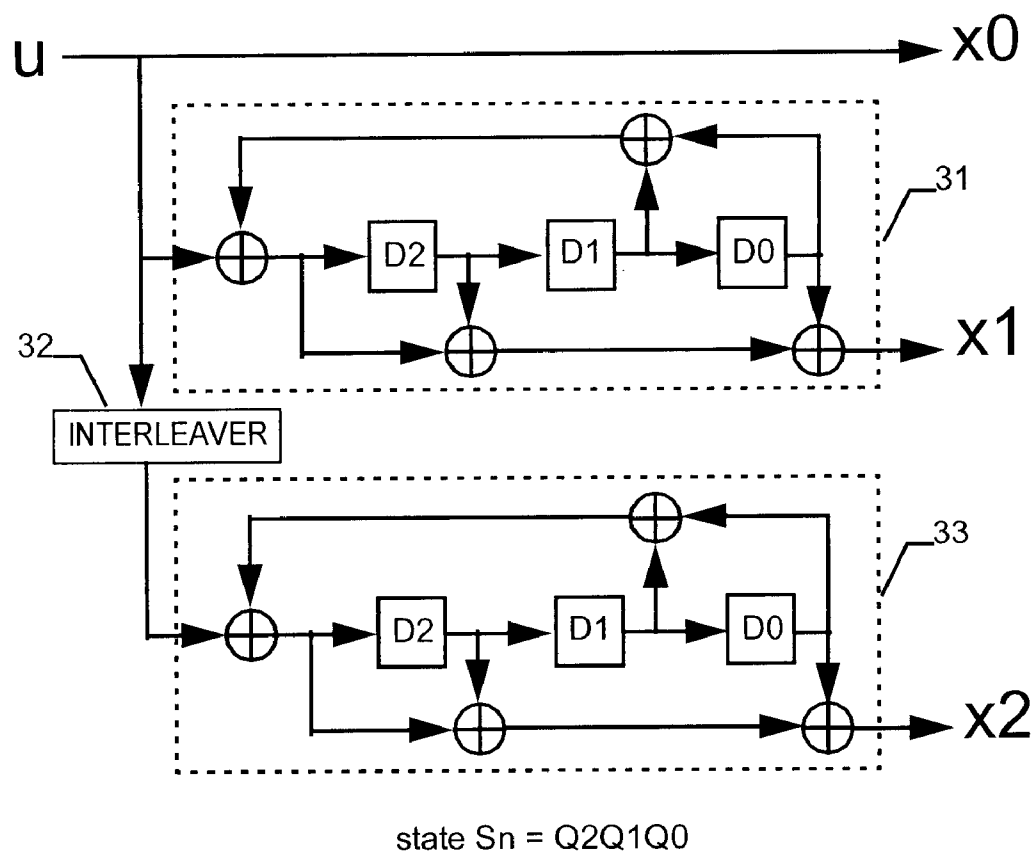 u
x0
31
D2
D1
D0
x1
32
INTERLEAVER
33
D2
D1
D0
x2
state Sn = Q2Q1Q0